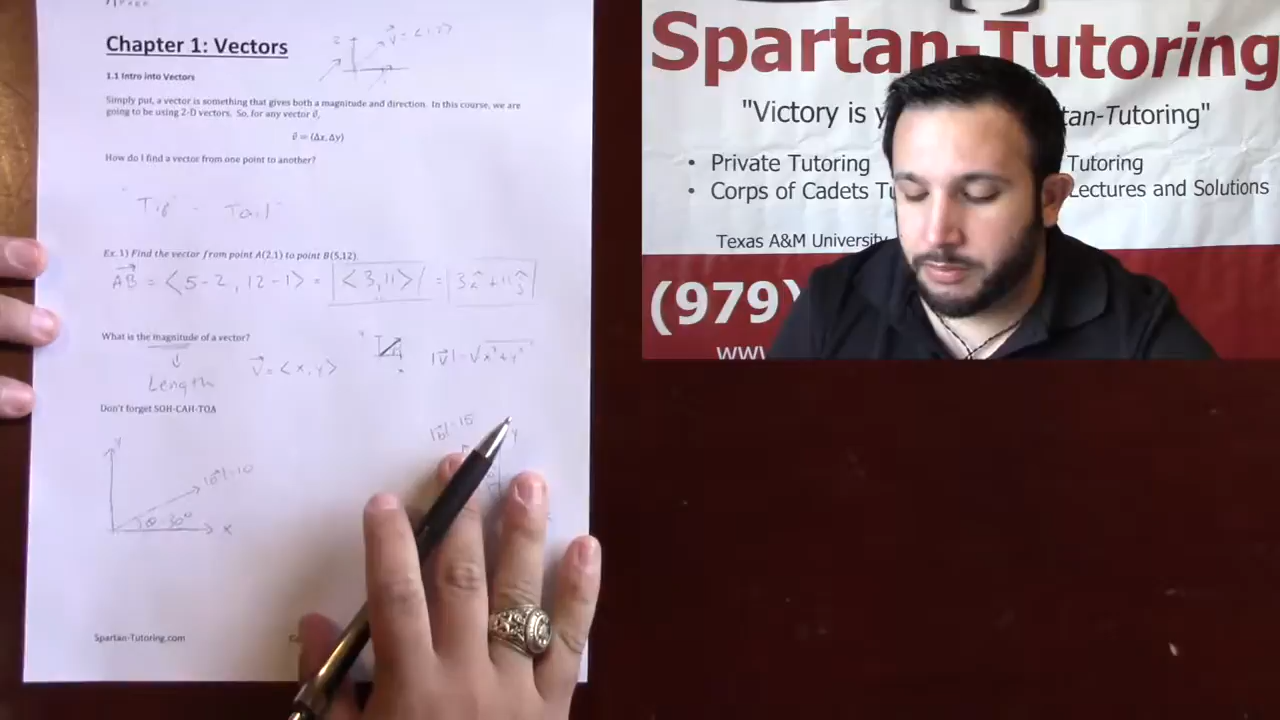 Chapter 1: Vectors
1.1 Intro into Vectors
Simply put, a vector is something that gives both a magnitude and direction. In this course, we are
going to be using 2-D vectors. So, for any vector v⃗,
v⃗ = ⟨Δx, Δy⟩
How do I find a vector from one point to another?
"Tip - Tail"
Ex. 1) Find the vector from point A(2,1) to point B(5,12).
AB = <5-2, 12-1> = <3,11> = 3î+11ĵ
What is the magnitude of a vector?
Length
v⃗ = <x,y>
|v⃗| = √x²+y²
Don't forget SOH-CAH-TOA
y
|a⃗|=10
θ=30°
x
|b⃗|=15
y
Spartan-Tutoring.com
Spartan-Tutoring
"Victory is
tan-Tutoring"
• Private Tutoring
Tutoring
• Corps of Cadets
Lectures and Solutions
Texas A&M University
(979)